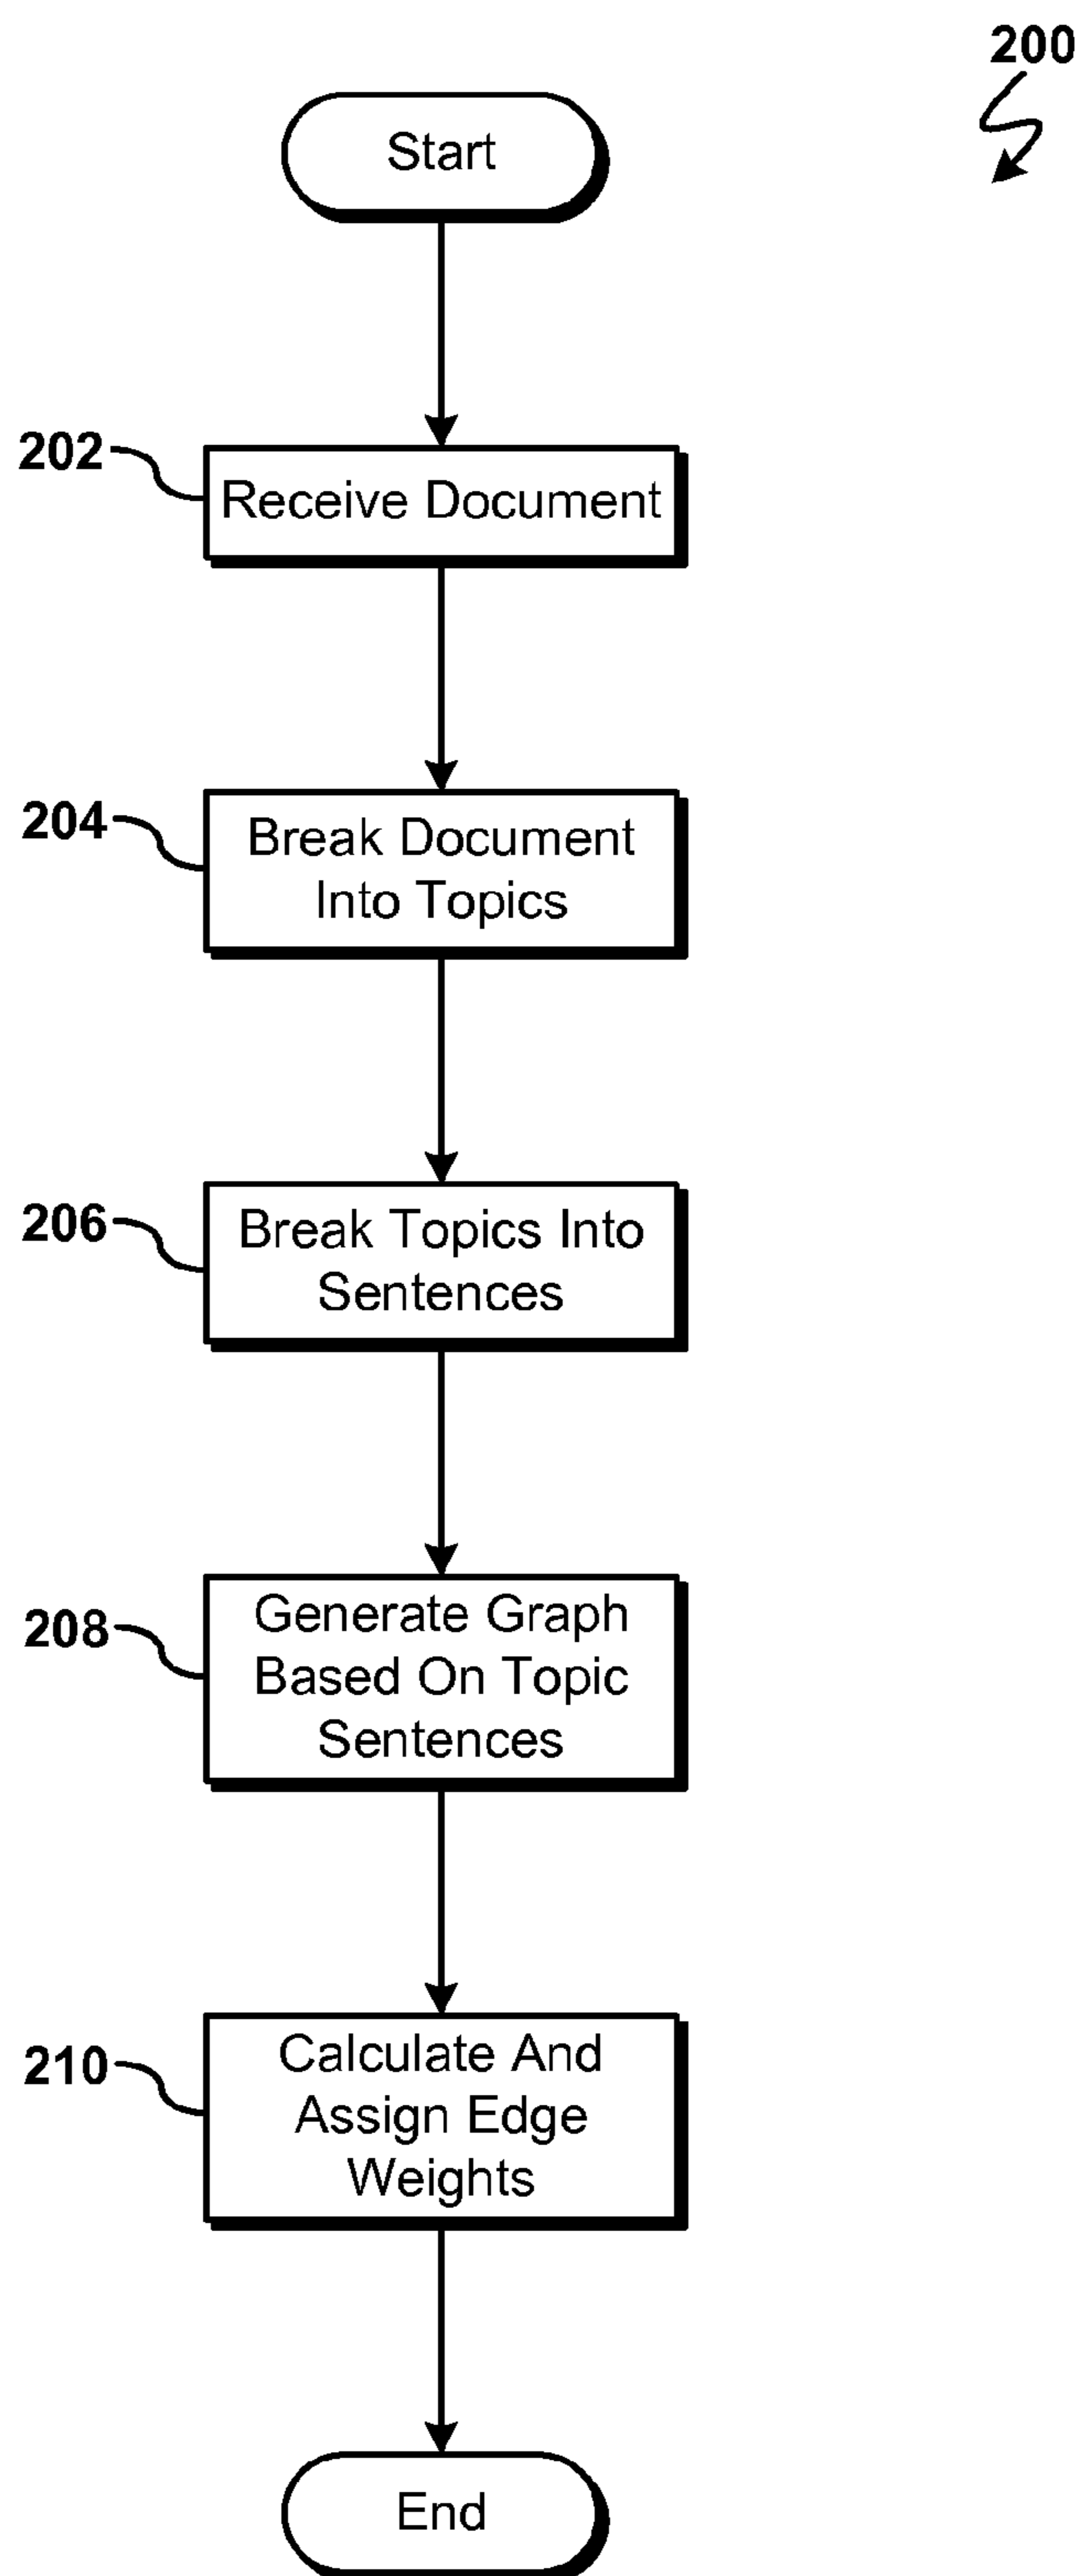 200
Start
202
Receive Document
204
Break Document
Into Topics
206
Break Topics Into
Sentences
208
Generate Graph
Based On Topic
Sentences
210
Calculate And
Assign Edge
Weights
End